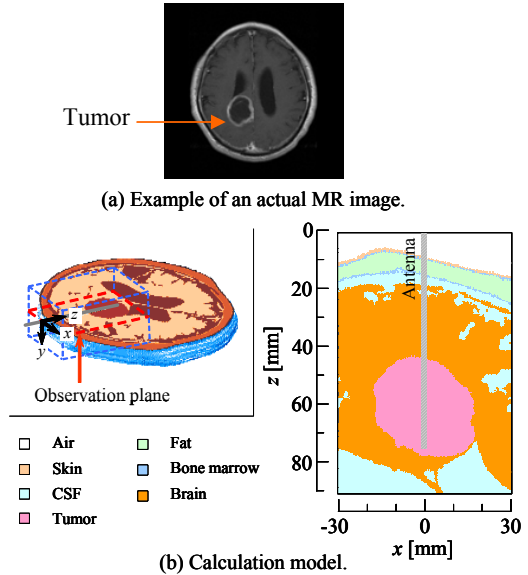 Tumor
(a) Example of an actual MR image.
z
x
y
Observation plane
Air
Skin
CSF
Tumor
Fat
Bone marrow
Brain
Antenna
0
20
40
60
80
z [mm]
-30 0 30
x [mm]
(b) Calculation model.